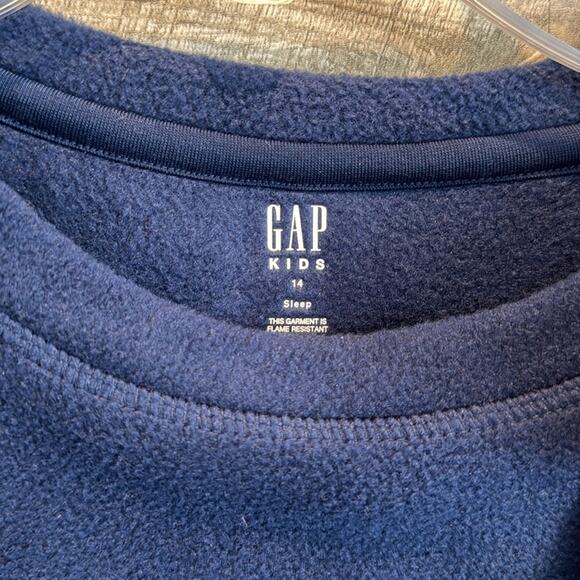 GAP
KIDS
14
Sleep
THIS GARMENT IS
FLAME RESISTANT